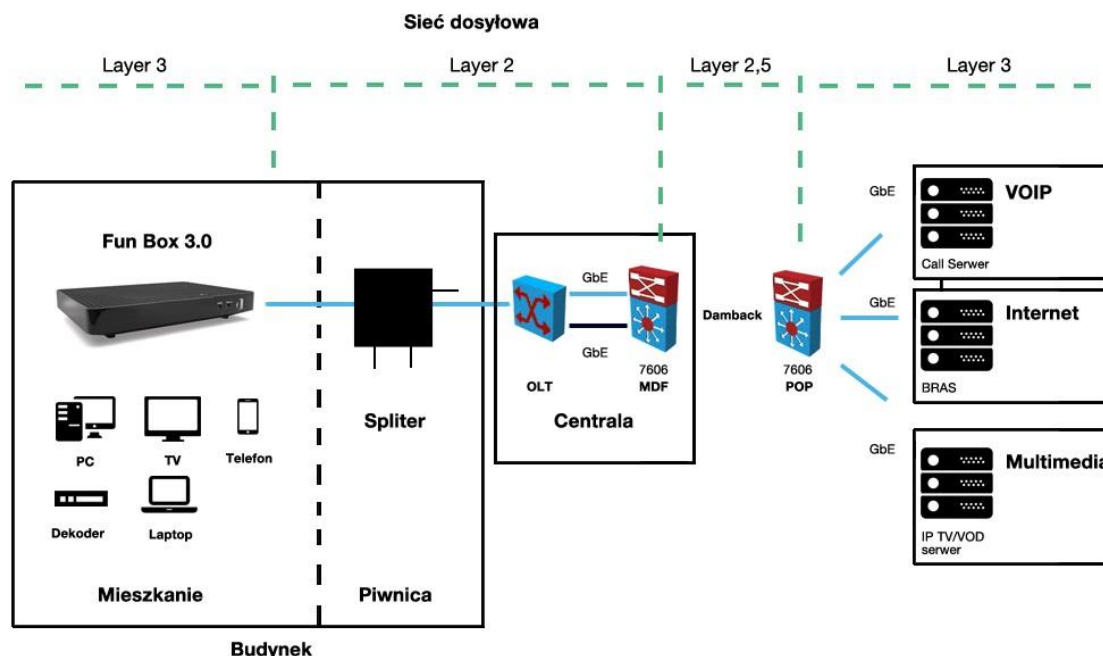 Sieć dosyłowa
Layer 3
Layer 2
Layer 2,5
Layer 3
Fun Box 3.0
PC
TV
Telefon
Dekoder
Laptop
Mieszkanie
Spliter
Piwnica
Budynek
OLT
GbE
GbE
7606
MDF
Centrala
Damback
7606
POP
GbE
VOIP
Call Serwer
GbE
Internet
BRAS
GbE
Multimedia
IP TV/VOD
serwer